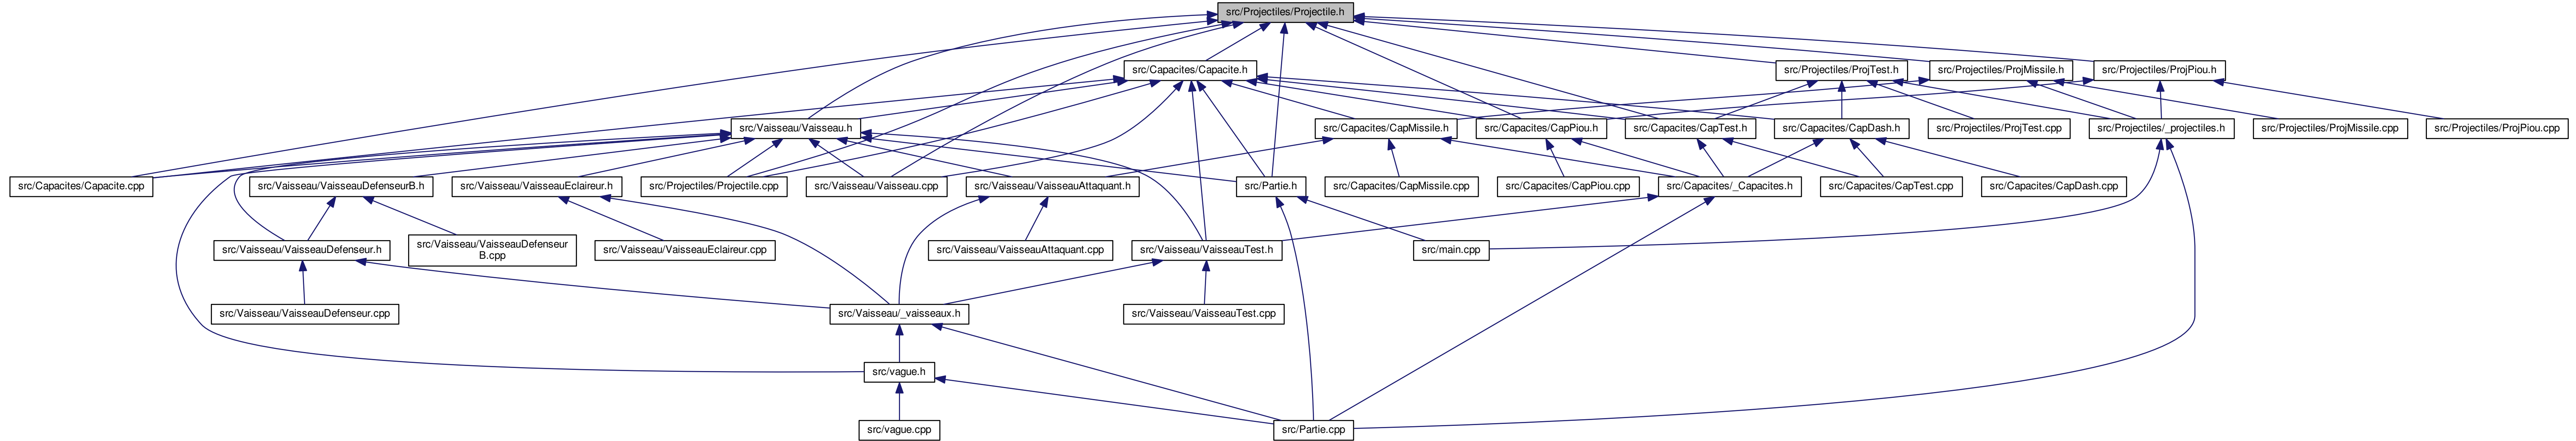 src/Projectiles/Projectile.h
src/Capacites/Capacite.h
src/Projectiles/ProjTest.h
src/Projectiles/ProjMissile.h
src/Projectiles/ProjPiou.h
src/Vaisseau/Vaisseau.h
src/Capacites/CapMissile.h
src/Capacites/CapPiou.h
src/Capacites/CapTest.h
src/Capacites/CapDash.h
src/Projectiles/ProjTest.cpp
src/Projectiles/_projectiles.h
src/Projectiles/ProjMissile.cpp
src/Projectiles/ProjPiou.cpp
src/Capacites/Capacite.cpp
src/Vaisseau/VaisseauDefenseurB.h
src/Vaisseau/VaisseauEclaireur.h
src/Projectiles/Projectile.cpp
src/Vaisseau/Vaisseau.cpp
src/Vaisseau/VaisseauAttaquant.h
src/Partie.h
src/Capacites/CapMissile.cpp
src/Capacites/CapPiou.cpp
src/Capacites/_Capacites.h
src/Capacites/CapTest.cpp
src/Capacites/CapDash.cpp
src/Vaisseau/VaisseauDefenseur.h
src/Vaisseau/VaisseauDefenseur
B.cpp
src/Vaisseau/VaisseauEclaireur.cpp
src/Vaisseau/VaisseauAttaquant.cpp
src/Vaisseau/VaisseauTest.h
src/main.cpp
src/Vaisseau/VaisseauDefenseur.cpp
src/Vaisseau/_vaisseaux.h
src/Vaisseau/VaisseauTest.cpp
src/vague.h
src/vague.cpp
src/Partie.cpp